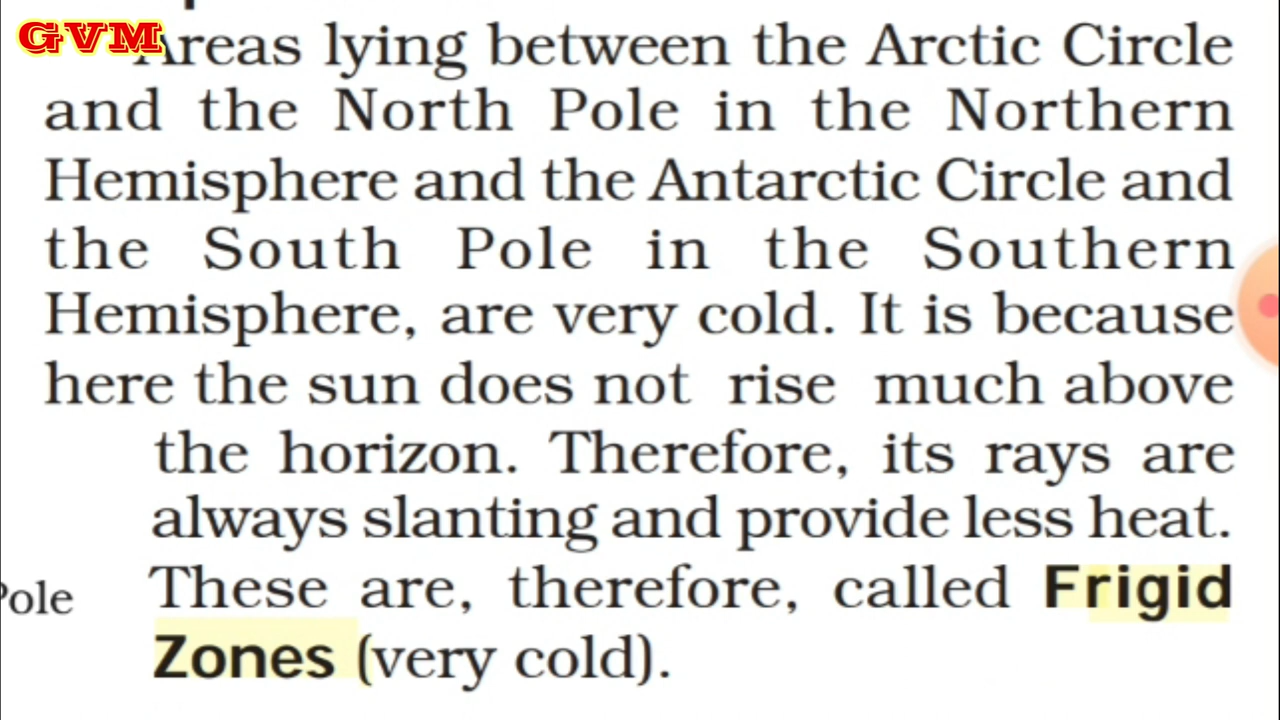 GVM
Areas lying between the Arctic Circle
and the North Pole in the Northern
Hemisphere and the Antarctic Circle and
the South Pole in the Southern
Hemisphere, are very cold. It is because
here the sun does not rise much above
the horizon. Therefore, its rays are
always slanting and provide less heat.
These are, therefore, called Frigid
Pole
Zones (very cold).